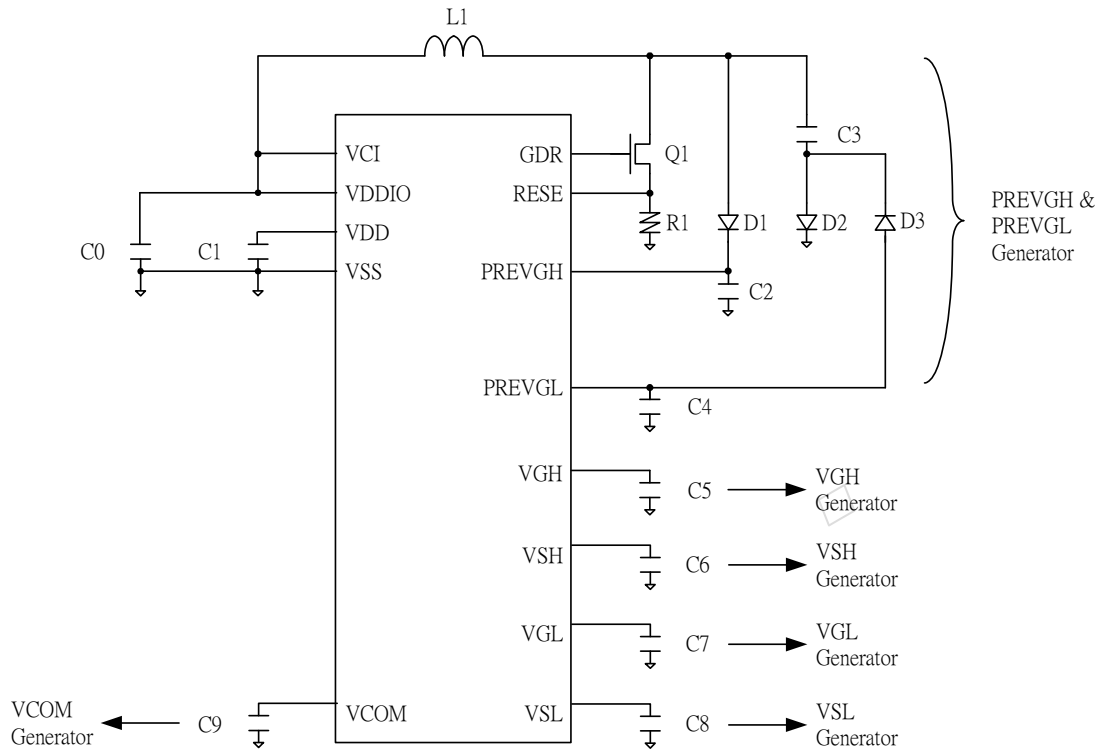 L1
VCI
GDR
Q1
C3
VDDIO
RESE
PREVGH &
PREVGL
Generator
VDD
R1
D1
D2
D3
C0
C1
VSS
PREVGH
C2
PREVGL
C4
VGH
C5
VGH
Generator
VSH
C6
VSH
Generator
VGL
C7
VGL
Generator
VCOM
Generator
C9
VCOM
VSL
C8
VSL
Generator